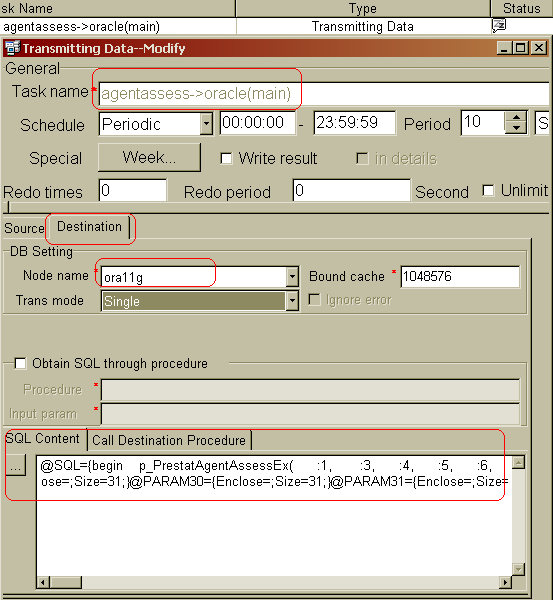 sk Name Type Status
agentassess->oracle(main) Transmitting Data
Transmitting Data--Modify
General
Task name * agentassess->oracle(main)
Schedule Periodic 00:00:00 - 23:59:59 Period 10 S
Special Week... Write result in details
Redo times 0 Redo period 0 Second Unlimit
Source Destination
DB Setting
Node name * ora11g Bound cache * 1048576
Trans mode Single Ignore error
Obtain SQL through procedure
Procedure *
Input param *
SQL Content Call Destination Procedure
... @SQL={begin p_PrestatAgentAssessEx( :1, :3, :4, :5, :6,
ose=;Size=31;}@PARAM30={Enclose=;Size=31;}@PARAM31={Enclose=;Size=